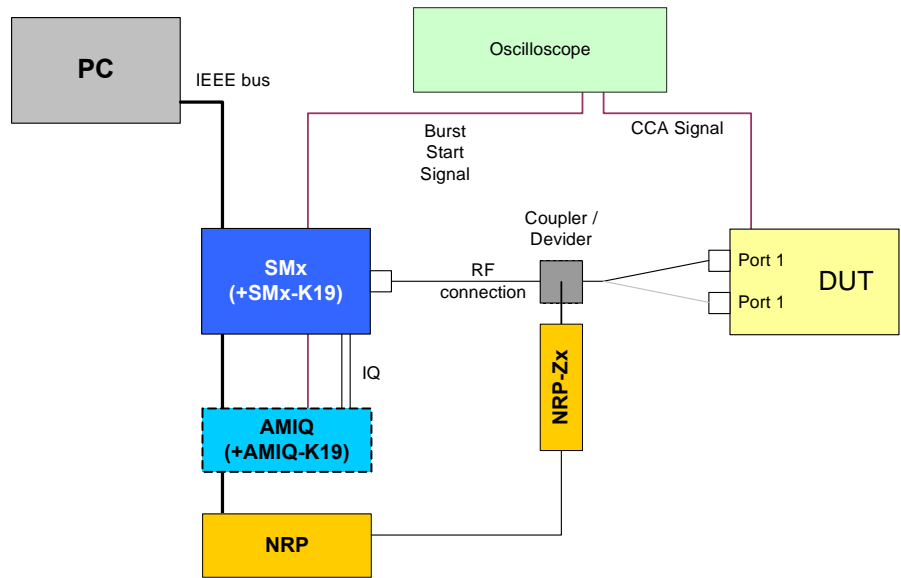 PC
IEEE bus
Oscilloscope
Burst
Start
Signal
CCA Signal
Coupler /
Devider
SMx
(+SMx-K19)
RF
connection
Port 1
Port 1
DUT
IQ
NRP-Zx
AMIQ
(+AMIQ-K19)
NRP